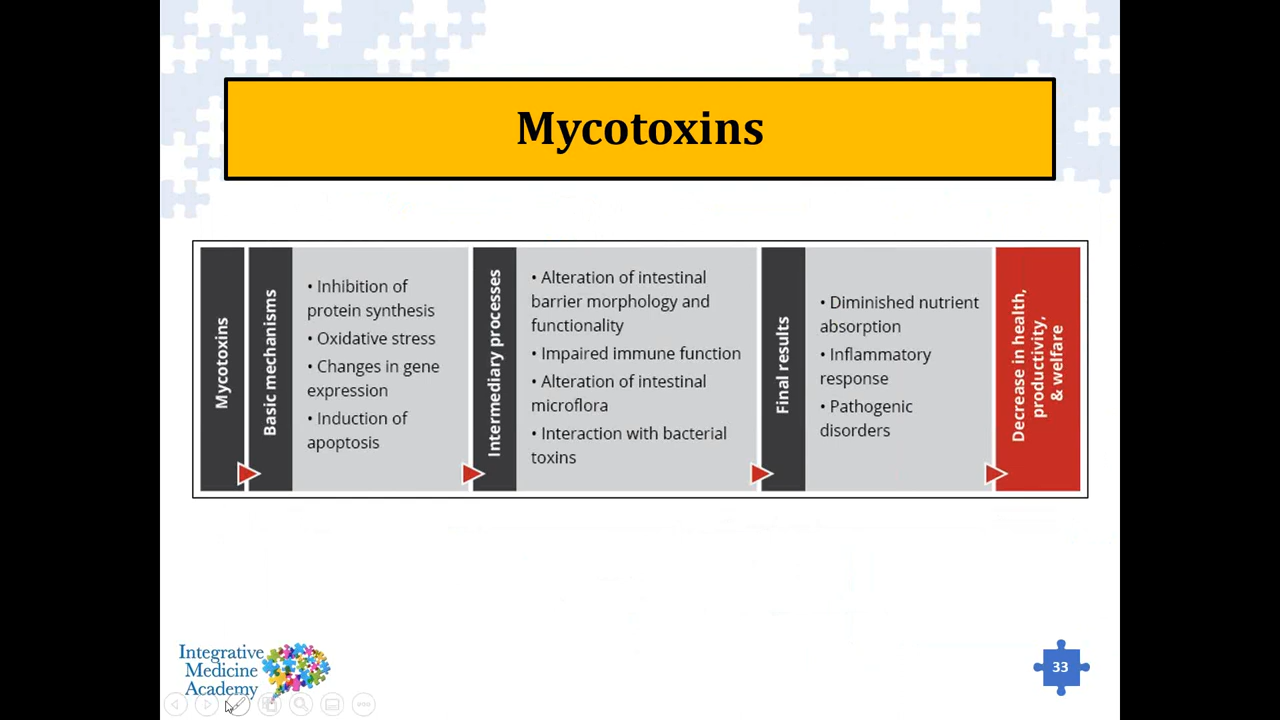 Mycotoxins
Mycotoxins
Basic mechanisms
• Inhibition of
protein synthesis
• Oxidative stress
• Changes in gene
expression
• Induction of
apoptosis
Intermediary processes
• Alteration of intestinal
barrier morphology and
functionality
• Impaired immune function
• Alteration of intestinal
microflora
• Interaction with bacterial
toxins
Final results
• Diminished nutrient
absorption
• Inflammatory
response
• Pathogenic
disorders
Decrease in health,
productivity,
& welfare
Integrative
Medicine
Academy
33